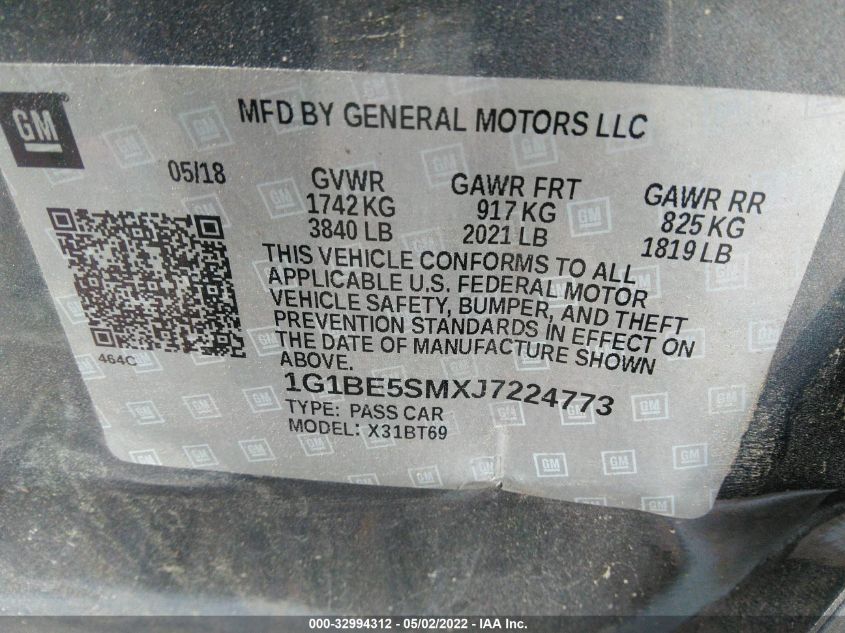 GM
MFD BY GENERAL MOTORS LLC
05/18
GVWR
1742 KG
3840 LB
GAWR FRT
917 KG
2021 LB
GAWR RR
825 KG
1819 LB
THIS VEHICLE CONFORMS TO ALL
APPLICABLE U.S. FEDERAL MOTOR
VEHICLE SAFETY, BUMPER, AND THEFT
PREVENTION STANDARDS IN EFFECT ON
THE DATE OF MANUFACTURE SHOWN
ABOVE.
464C
1G1BE5SMXJ7224773
TYPE: PASS CAR
MODEL: X31BT69
000-32994312 - 05/02/2022 - IAA Inc.